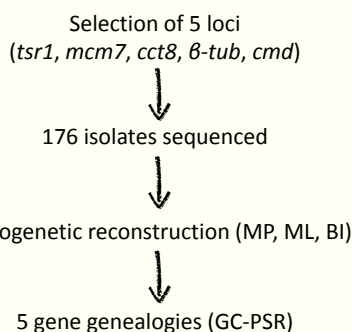 Selection of 5 loci
(tsr1, mcm7, cct8, β-tub, cmd)
176 isolates sequenced
ogenetic reconstruction (MP, ML, BI)
5 gene genealogies (GC-PSR)